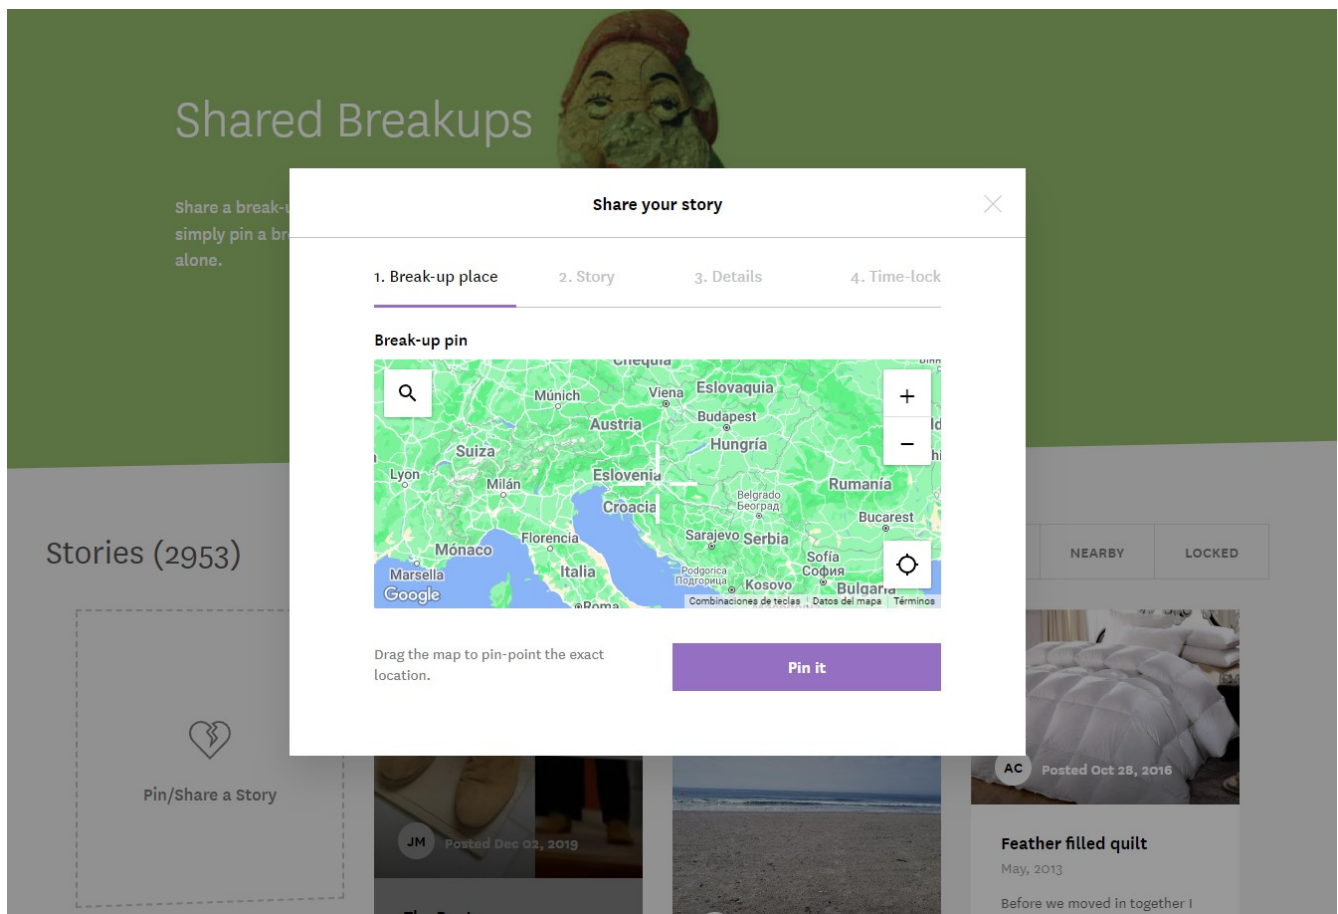 Shared Breakups
Share a break-u
simply pin a bre
alone.
Share your story
1. Break-up place
2. Story
3. Details
4. Time-lock
Break-up pin
Chequia
Múnich
Viena
Eslovaquia
Budapest
Austria
Hungría
Suiza
Lyon
Milán
Eslovenia
Rumanía
Belgrado
Београд
Croacia
Bucarest
Florencia
Sarajevo
Serbia
Mónaco
Sofía
София
Marsella
Italia
Podgorica
Подгорица
Kosovo
Bulgaria
Google
Roma
Combinaciones de teclas
Datos del mapa
Términos
Drag the map to pin-point the exact
location.
Pin it
Stories (2953)
NEARBY
LOCKED
Pin/Share a Story
JM
Posted Dec 02, 2019
AC
Posted Oct 28, 2016
Feather filled quilt
May, 2013
Before we moved in together I